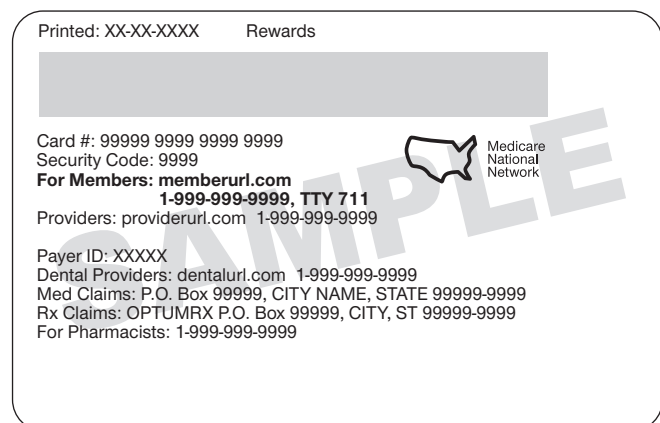 Printed: XX-XX-XXXX Rewards
Card #: 99999 9999 9999 9999
Security Code: 9999
For Members: memberurl.com
1-999-999-9999, TTY 711
Providers: providerurl.com 1-999-999-9999
Medicare
National
Network
Payer ID: XXXXX
Dental Providers: dentalurl.com 1-999-999-9999
Med Claims: P.O. Box 99999, CITY NAME, STATE 99999-9999
Rx Claims: OPTUMRX P.O. Box 99999, CITY, ST 99999-9999
For Pharmacists: 1-999-999-9999
SAMPLE